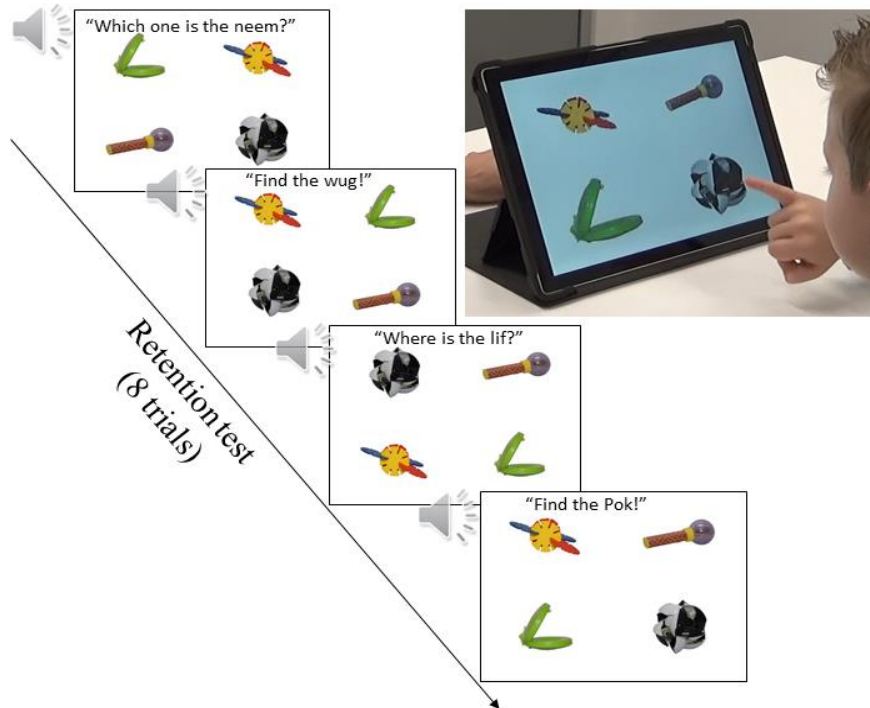 “Which one is the neem?”
“Find the wug!”
“Where is the lif?”
“Find the Pok!”
Retention test
(8 trials)